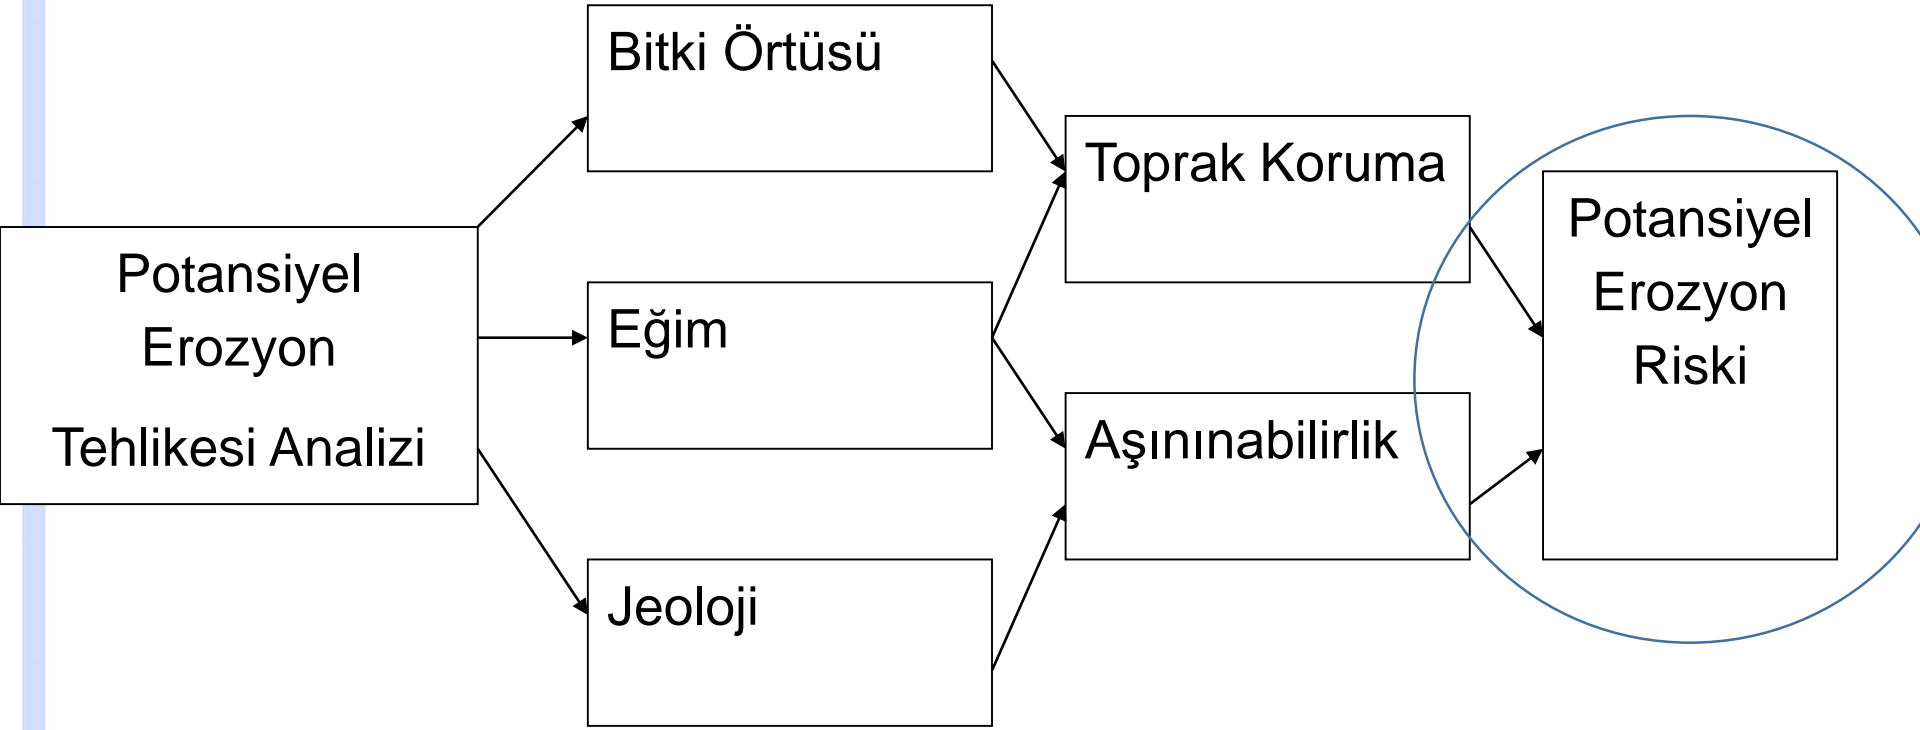 Potansiyel
Erozyon
Tehlikesi Analizi
Bitki Örtüsü
Eğim
Jeoloji
Toprak Koruma
Aşınınabilirlik
Potansiyel
Erozyon
Riski